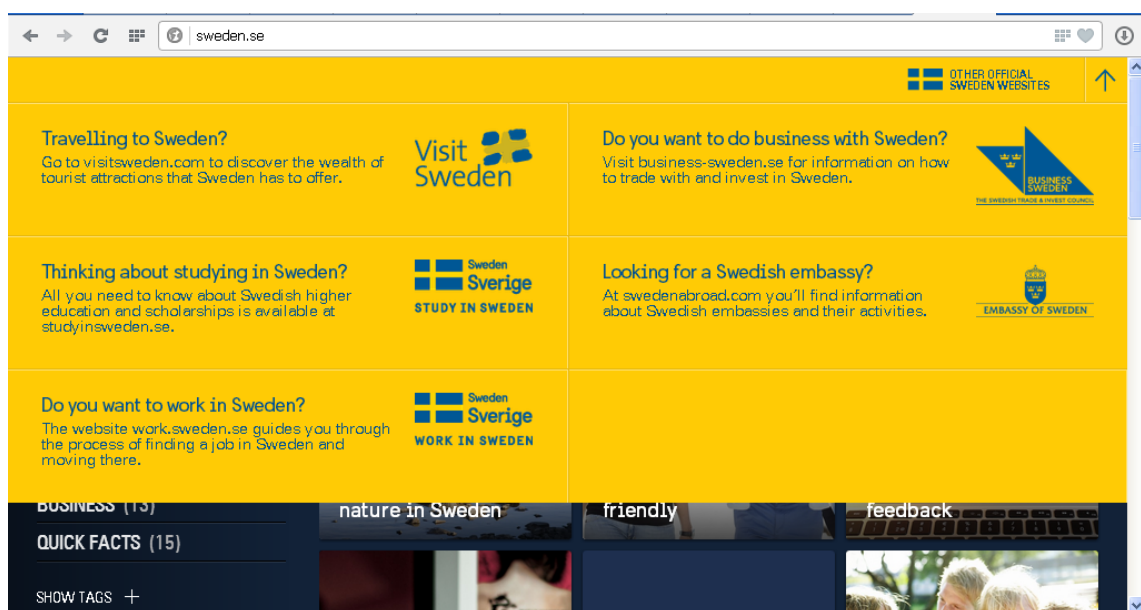 sweden.se
OTHER OFFICIAL
SWEDEN WEBSITES
Travelling to Sweden?
Go to visitsweden.com to discover the wealth of
tourist attractions that Sweden has to offer.
Visit
Sweden
Do you want to do business with Sweden?
Visit business-sweden.se for information on how
to trade with and invest in Sweden.
BUSINESS
SWEDEN
THE SWEDISH TRADE & INVEST COUNCIL
Thinking about studying in Sweden?
All you need to know about Swedish higher
education and scholarships is available at
studyinsweden.se.
Sweden
Sverige
STUDY IN SWEDEN
Looking for a Swedish embassy?
At swedenabroad.com you'll find information
about Swedish embassies and their activities.
EMBASSY OF SWEDEN
Do you want to work in Sweden?
The website work.sweden.se guides you through
the process of finding a job in Sweden and
moving there.
Sweden
Sverige
WORK IN SWEDEN
BUSINESS (13)
QUICK FACTS (15)
SHOW TAGS +
nature in Sweden
friendly
feedback